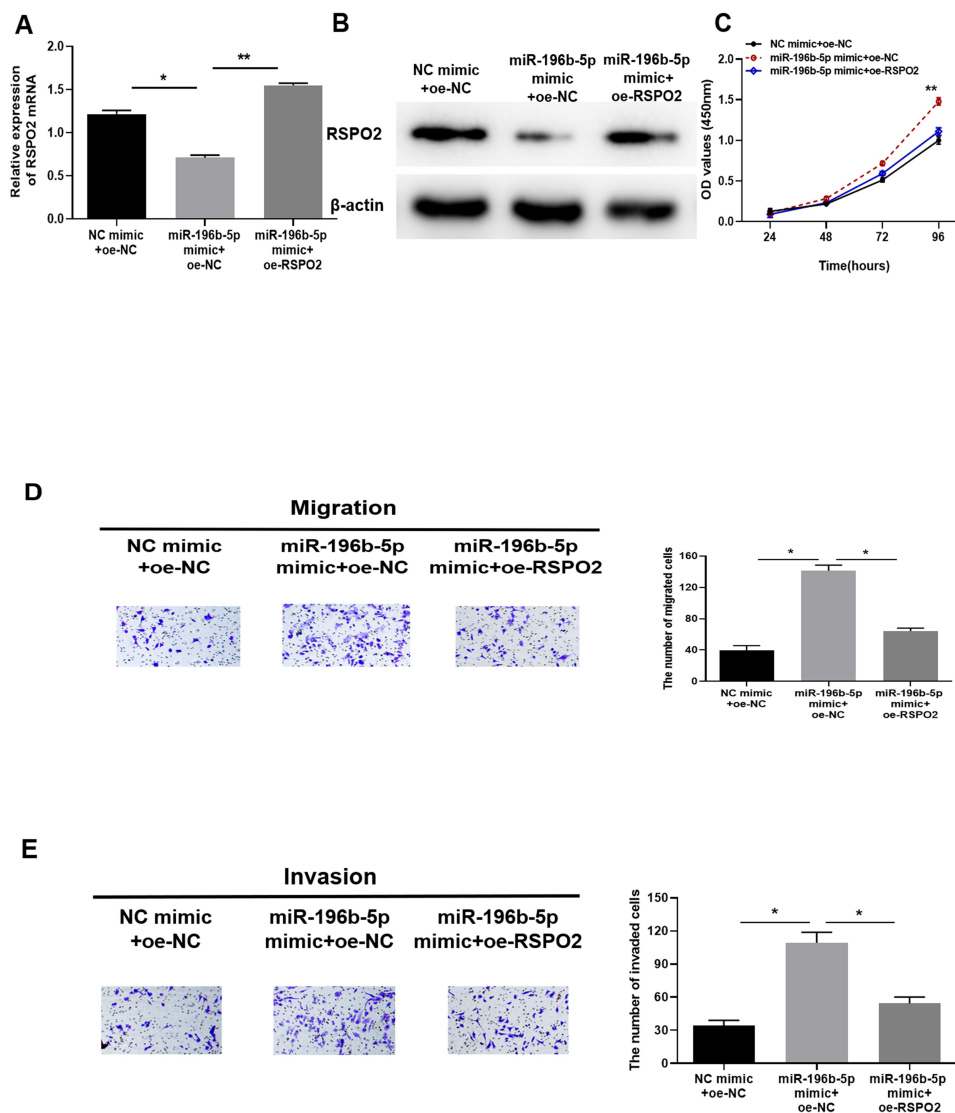 A
Relative expression
of RSPO2 mRNA
2.0
1.5
1.0
0.5
0.0
*
**
NC mimic
+oe-NC
miR-196b-5p
mimic+
oe-NC
miR-196b-5p
mimic+
oe-RSPO2
B
NC mimic
+oe-NC
miR-196b-5p
mimic
+oe-NC
miR-196b-5p
mimic+
oe-RSPO2
RSPO2
β-actin
C
NC mimic+oe-NC
miR-196b-5p mimic+oe-NC
miR-196b-5p mimic+oe-RSPO2
OD values (450nm)
2.0
1.5
1.0
0.5
0.0
**
24
48
72
96
Time(hours)
D
Migration
NC mimic
+oe-NC
miR-196b-5p
mimic+oe-NC
miR-196b-5p
mimic+oe-RSPO2
The number of migrated cells
160
120
80
40
0
*
*
NC mimic
+oe-NC
miR-196b-5p
mimic+
oe-NC
miR-196b-5p
mimic+
oe-RSPO2
E
Invasion
NC mimic
+oe-NC
miR-196b-5p
mimic+oe-NC
miR-196b-5p
mimic+oe-RSPO2
The number of invaded cells
150
120
90
60
30
0
*
*
NC mimic
+oe-NC
miR-196b-5p
mimic+
oe-NC
miR-196b-5p
mimic+
oe-RSPO2